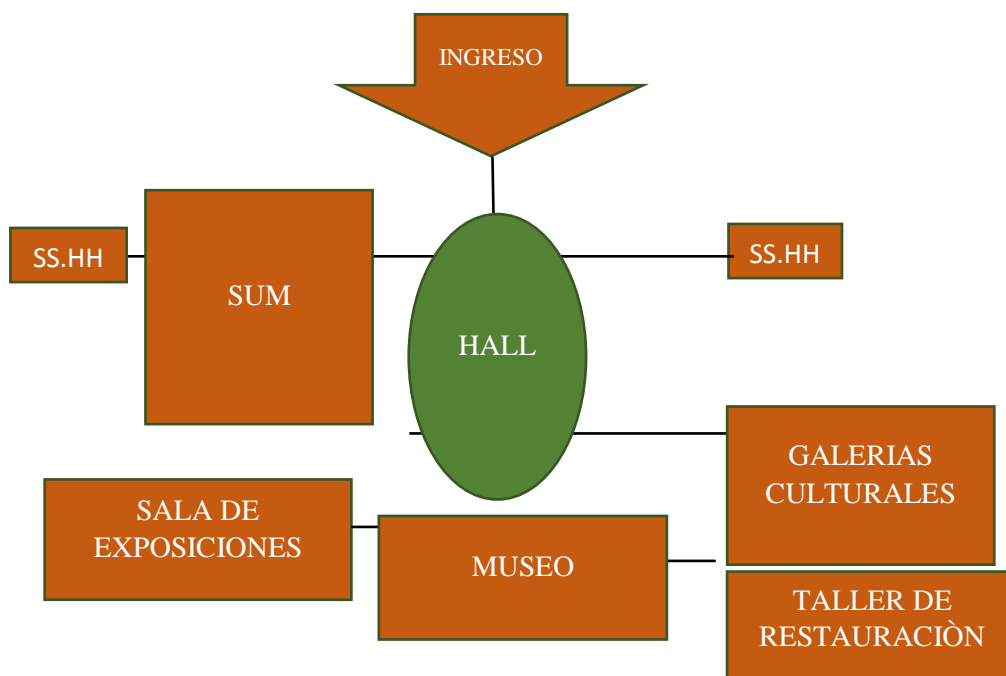 INGRESO
SS.HH
SUM
HALL
SS.HH
GALERIAS
CULTURALES
SALA DE
EXPOSICIONES
MUSEO
TALLER DE
RESTAURACIÒN